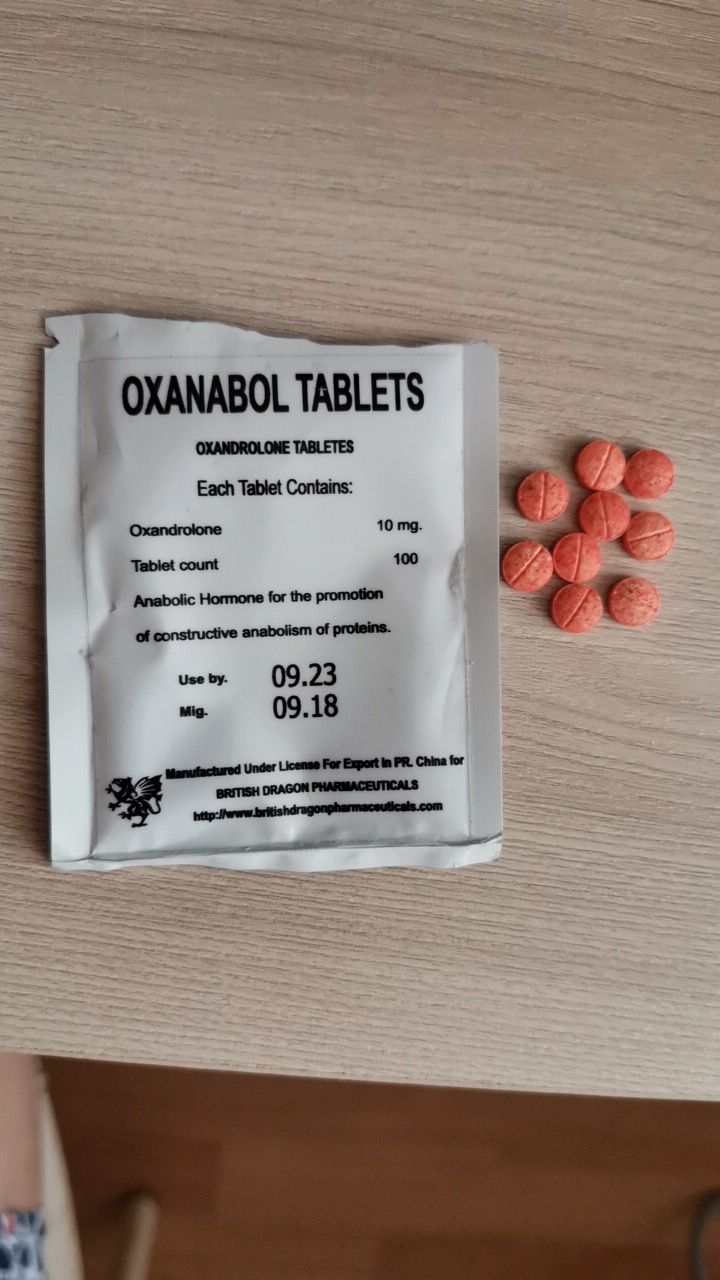 OXANABOL TABLETS
OXANDROLONE TABLETES
Each Tablet Contains:
Oxandrolone 10 mg.
Tablet count 100
Anabolic Hormone for the promotion
of constructive anabolism of proteins.
Use by. 09.23
Mig. 09.18
Manufactured Under License For Export In PR. China for
BRITISH DRAGON PHARMACEUTICALS
http://www.britishdragonpharmaceuticals.com